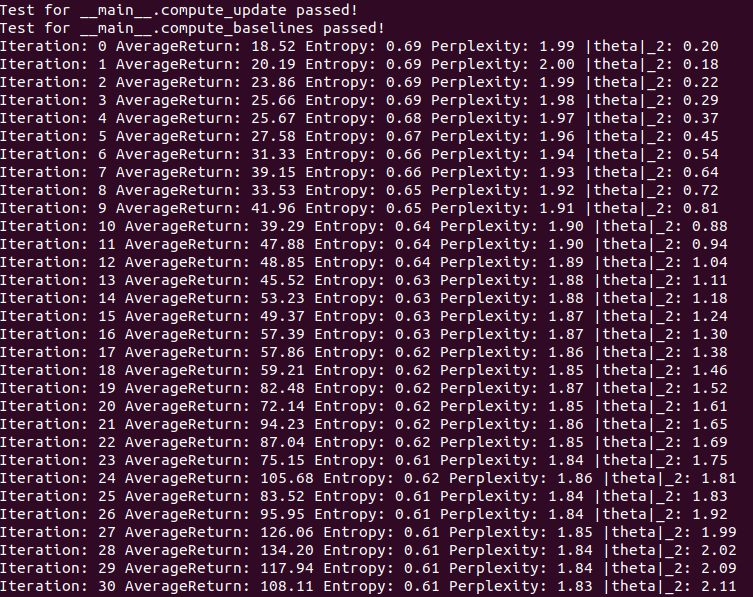 Test for __main__.compute_update passed!
Test for __main__.compute_baselines passed!
Iteration: 0 AverageReturn: 18.52 Entropy: 0.69 Perplexity: 1.99 |theta|_2: 0.20
Iteration: 1 AverageReturn: 20.19 Entropy: 0.69 Perplexity: 2.00 |theta|_2: 0.18
Iteration: 2 AverageReturn: 23.86 Entropy: 0.69 Perplexity: 1.99 |theta|_2: 0.22
Iteration: 3 AverageReturn: 25.66 Entropy: 0.69 Perplexity: 1.98 |theta|_2: 0.29
Iteration: 4 AverageReturn: 25.67 Entropy: 0.68 Perplexity: 1.97 |theta|_2: 0.37
Iteration: 5 AverageReturn: 27.58 Entropy: 0.67 Perplexity: 1.96 |theta|_2: 0.45
Iteration: 6 AverageReturn: 31.33 Entropy: 0.66 Perplexity: 1.94 |theta|_2: 0.54
Iteration: 7 AverageReturn: 39.15 Entropy: 0.66 Perplexity: 1.93 |theta|_2: 0.64
Iteration: 8 AverageReturn: 33.53 Entropy: 0.65 Perplexity: 1.92 |theta|_2: 0.72
Iteration: 9 AverageReturn: 41.96 Entropy: 0.65 Perplexity: 1.91 |theta|_2: 0.81
Iteration: 10 AverageReturn: 39.29 Entropy: 0.64 Perplexity: 1.90 |theta|_2: 0.88
Iteration: 11 AverageReturn: 47.88 Entropy: 0.64 Perplexity: 1.90 |theta|_2: 0.94
Iteration: 12 AverageReturn: 48.85 Entropy: 0.64 Perplexity: 1.89 |theta|_2: 1.04
Iteration: 13 AverageReturn: 45.52 Entropy: 0.63 Perplexity: 1.88 |theta|_2: 1.11
Iteration: 14 AverageReturn: 53.23 Entropy: 0.63 Perplexity: 1.88 |theta|_2: 1.18
Iteration: 15 AverageReturn: 49.37 Entropy: 0.63 Perplexity: 1.87 |theta|_2: 1.24
Iteration: 16 AverageReturn: 57.39 Entropy: 0.63 Perplexity: 1.87 |theta|_2: 1.30
Iteration: 17 AverageReturn: 57.86 Entropy: 0.62 Perplexity: 1.86 |theta|_2: 1.38
Iteration: 18 AverageReturn: 59.21 Entropy: 0.62 Perplexity: 1.85 |theta|_2: 1.46
Iteration: 19 AverageReturn: 82.48 Entropy: 0.62 Perplexity: 1.87 |theta|_2: 1.52
Iteration: 20 AverageReturn: 72.14 Entropy: 0.62 Perplexity: 1.85 |theta|_2: 1.61
Iteration: 21 AverageReturn: 94.23 Entropy: 0.62 Perplexity: 1.86 |theta|_2: 1.65
Iteration: 22 AverageReturn: 87.04 Entropy: 0.62 Perplexity: 1.85 |theta|_2: 1.69
Iteration: 23 AverageReturn: 75.15 Entropy: 0.61 Perplexity: 1.84 |theta|_2: 1.75
Iteration: 24 AverageReturn: 105.68 Entropy: 0.62 Perplexity: 1.86 |theta|_2: 1.81
Iteration: 25 AverageReturn: 83.52 Entropy: 0.61 Perplexity: 1.84 |theta|_2: 1.83
Iteration: 26 AverageReturn: 95.95 Entropy: 0.61 Perplexity: 1.84 |theta|_2: 1.92
Iteration: 27 AverageReturn: 126.06 Entropy: 0.61 Perplexity: 1.85 |theta|_2: 1.99
Iteration: 28 AverageReturn: 134.20 Entropy: 0.61 Perplexity: 1.84 |theta|_2: 2.02
Iteration: 29 AverageReturn: 117.94 Entropy: 0.61 Perplexity: 1.84 |theta|_2: 2.09
Iteration: 30 AverageReturn: 108.11 Entropy: 0.61 Perplexity: 1.83 |theta|_2: 2.11